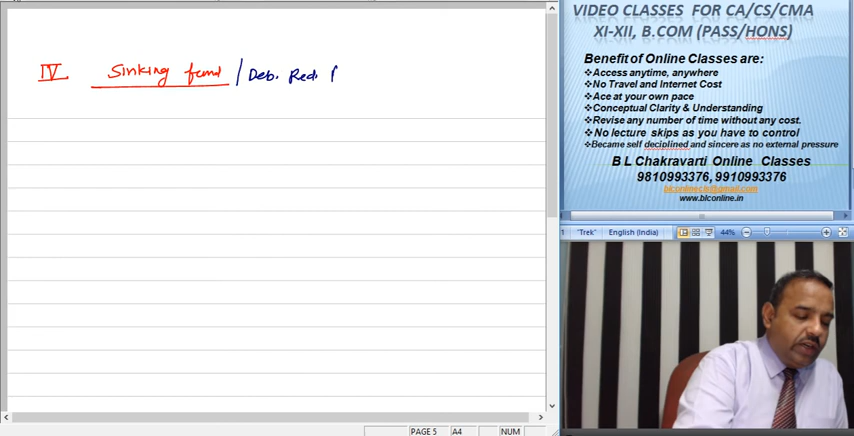 IV. Sinking fund / Deb. Red.
PAGE 5 A4 NUM
VIDEO CLASSES FOR CA/CS/CMA
XI-XII, B.COM (PASS/HONS)
Benefit of Online Classes are:
❖Access anytime, anywhere
❖No Travel and Internet Cost
❖Ace at your own pace
❖Conceptual Clarity & Understanding
❖Revise any number of time without any cost.
❖No lecture skips as you have to control
❖Became self deciplined and sincere as no external pressure
B L Chakravarti Online Classes
9810993376, 9910993376
blconlinech@gmail.com
www.blconline.in
1 "Trek" English (India) 44%